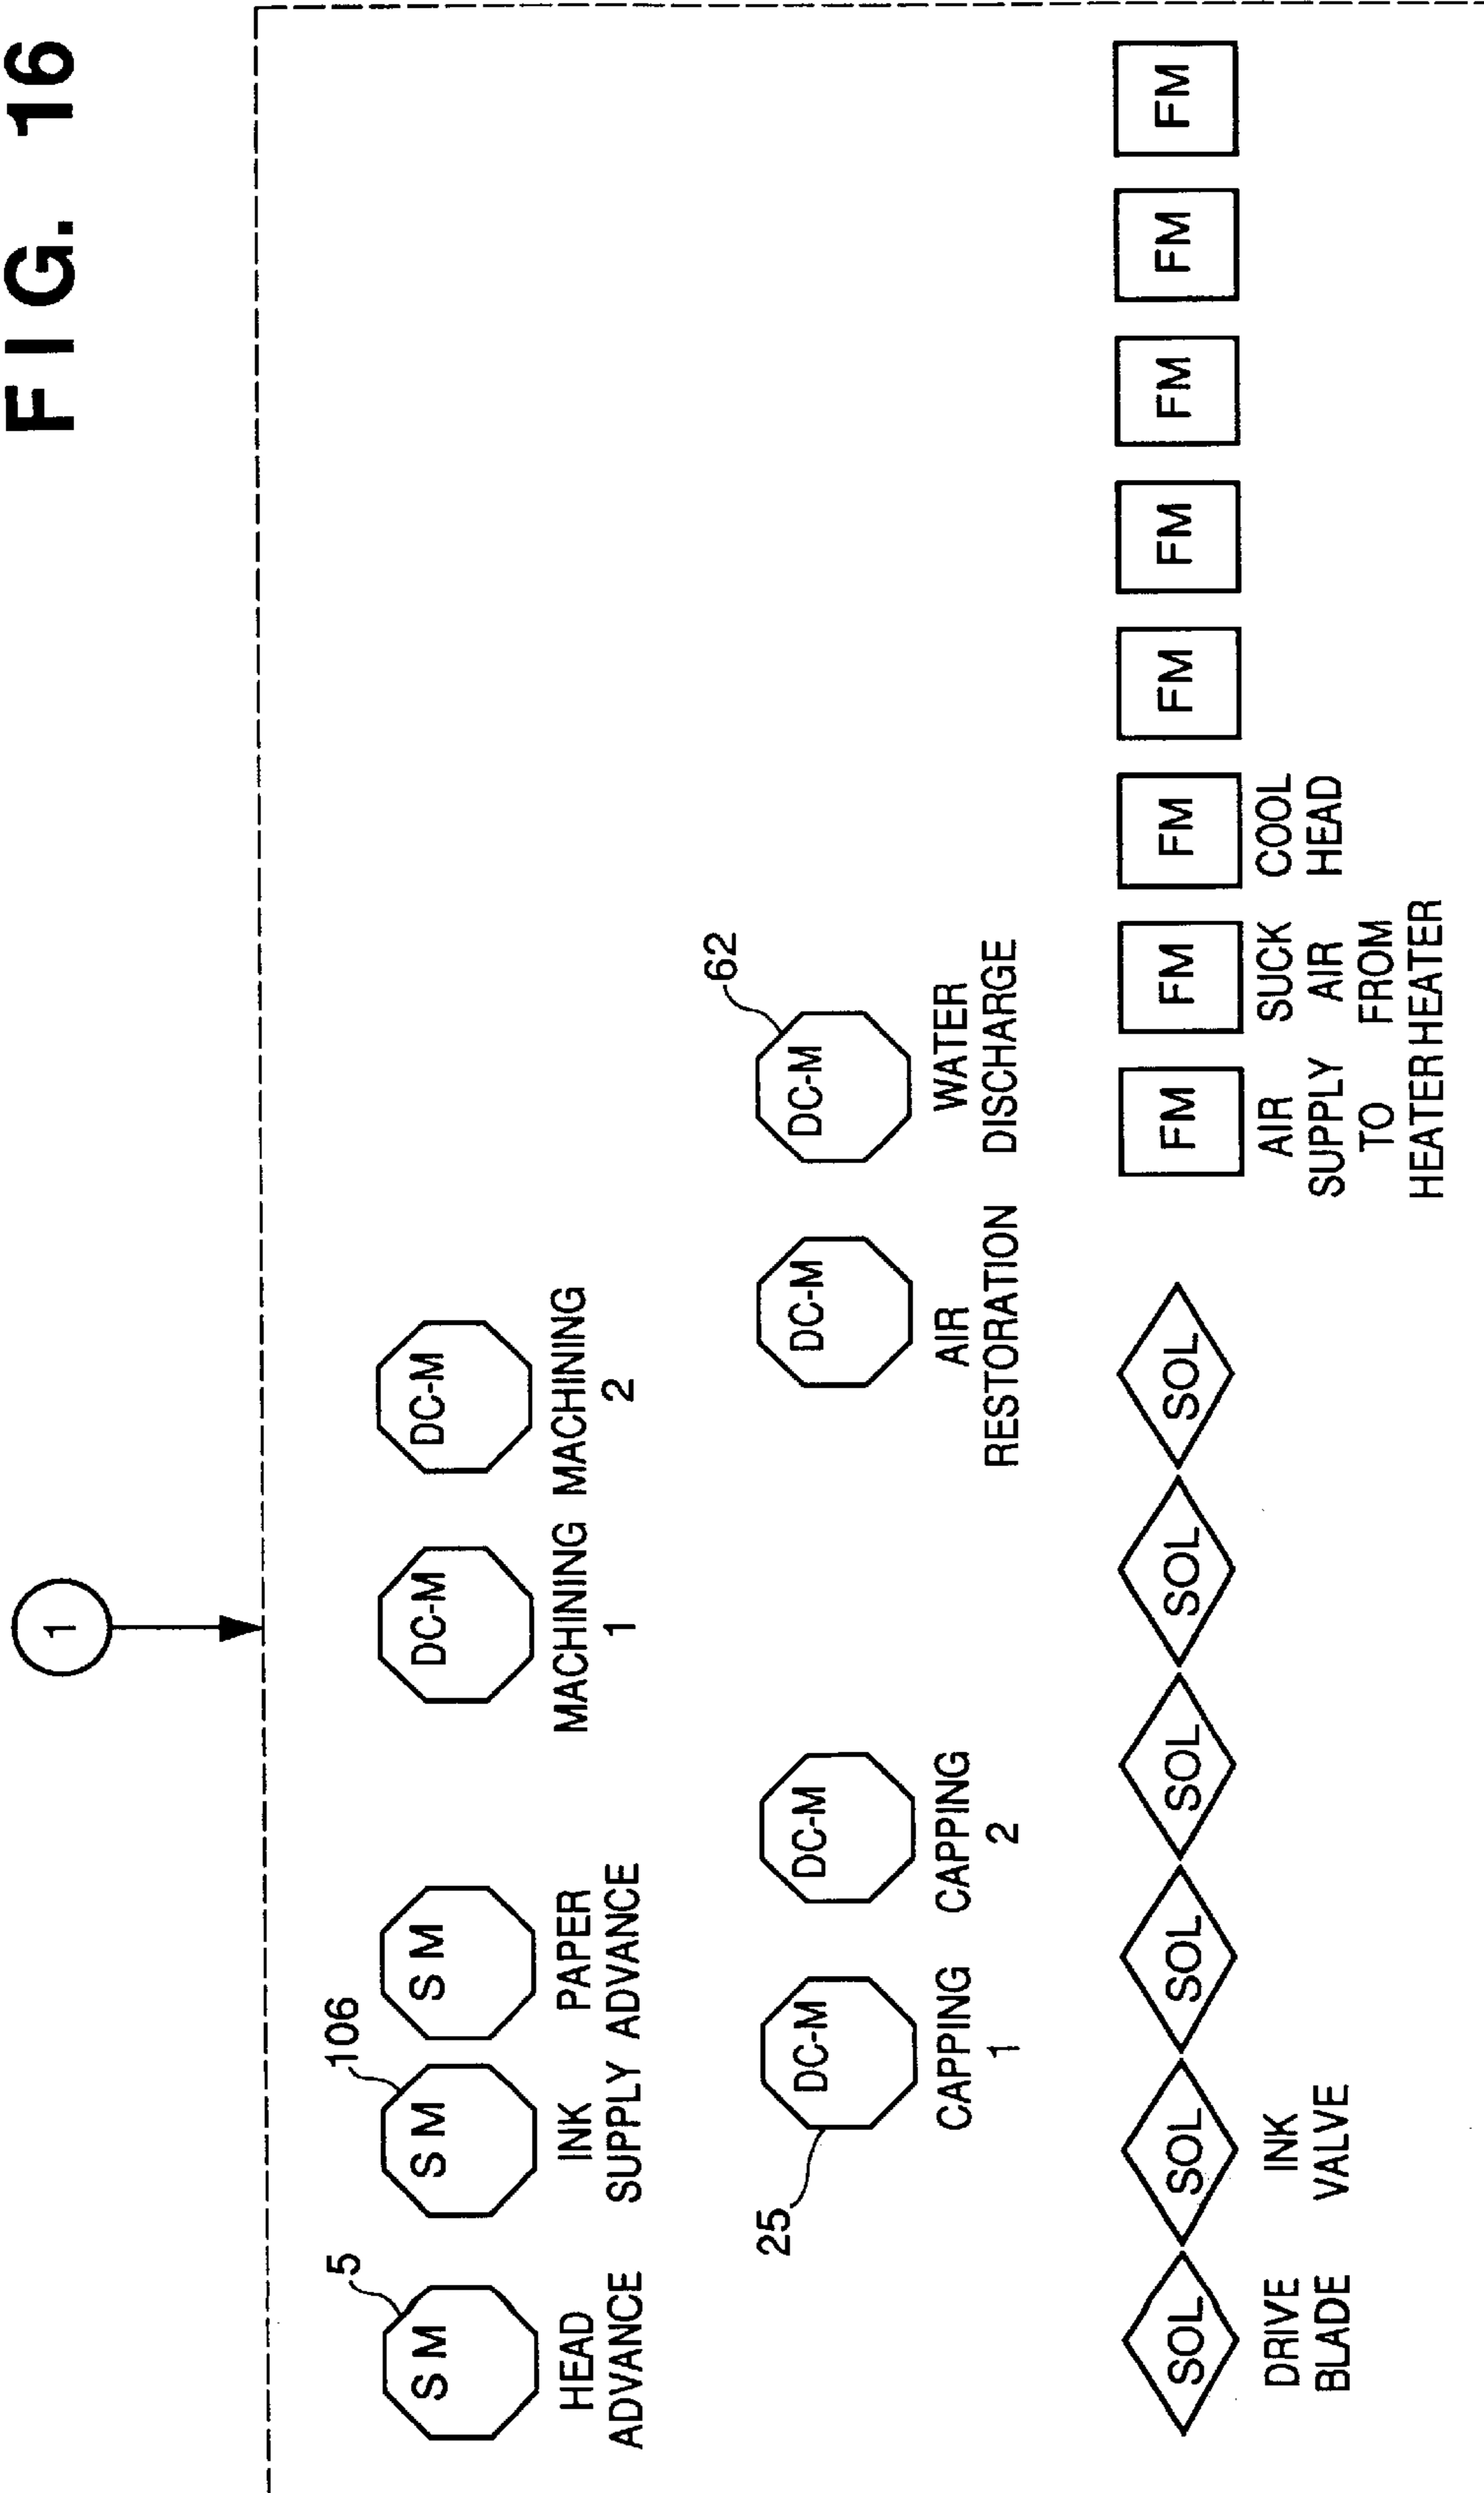 FIG. 16
1
5
106
SM
SM
SM
DC-M
DC-M
HEAD
ADVANCE
INK
SUPPLY
PAPER
ADVANCE
MACHINING
1
MACHINING
2
25
62
DC-M
DC-M
DC-M
DC-M
CAPPING
1
CAPPING
2
AIR
RESTORATION
WATER
DISCHARGE
SOL
SOL
SOL
SOL
SOL
SOL
FM
FM
FM
FM
FM
FM
FM
FM
DRIVE
BLADE
INK
VALVE
AIR
SUPPLY
TO
HEATER
SUCK
AIR
FROM
HEATER
COOL
HEAD